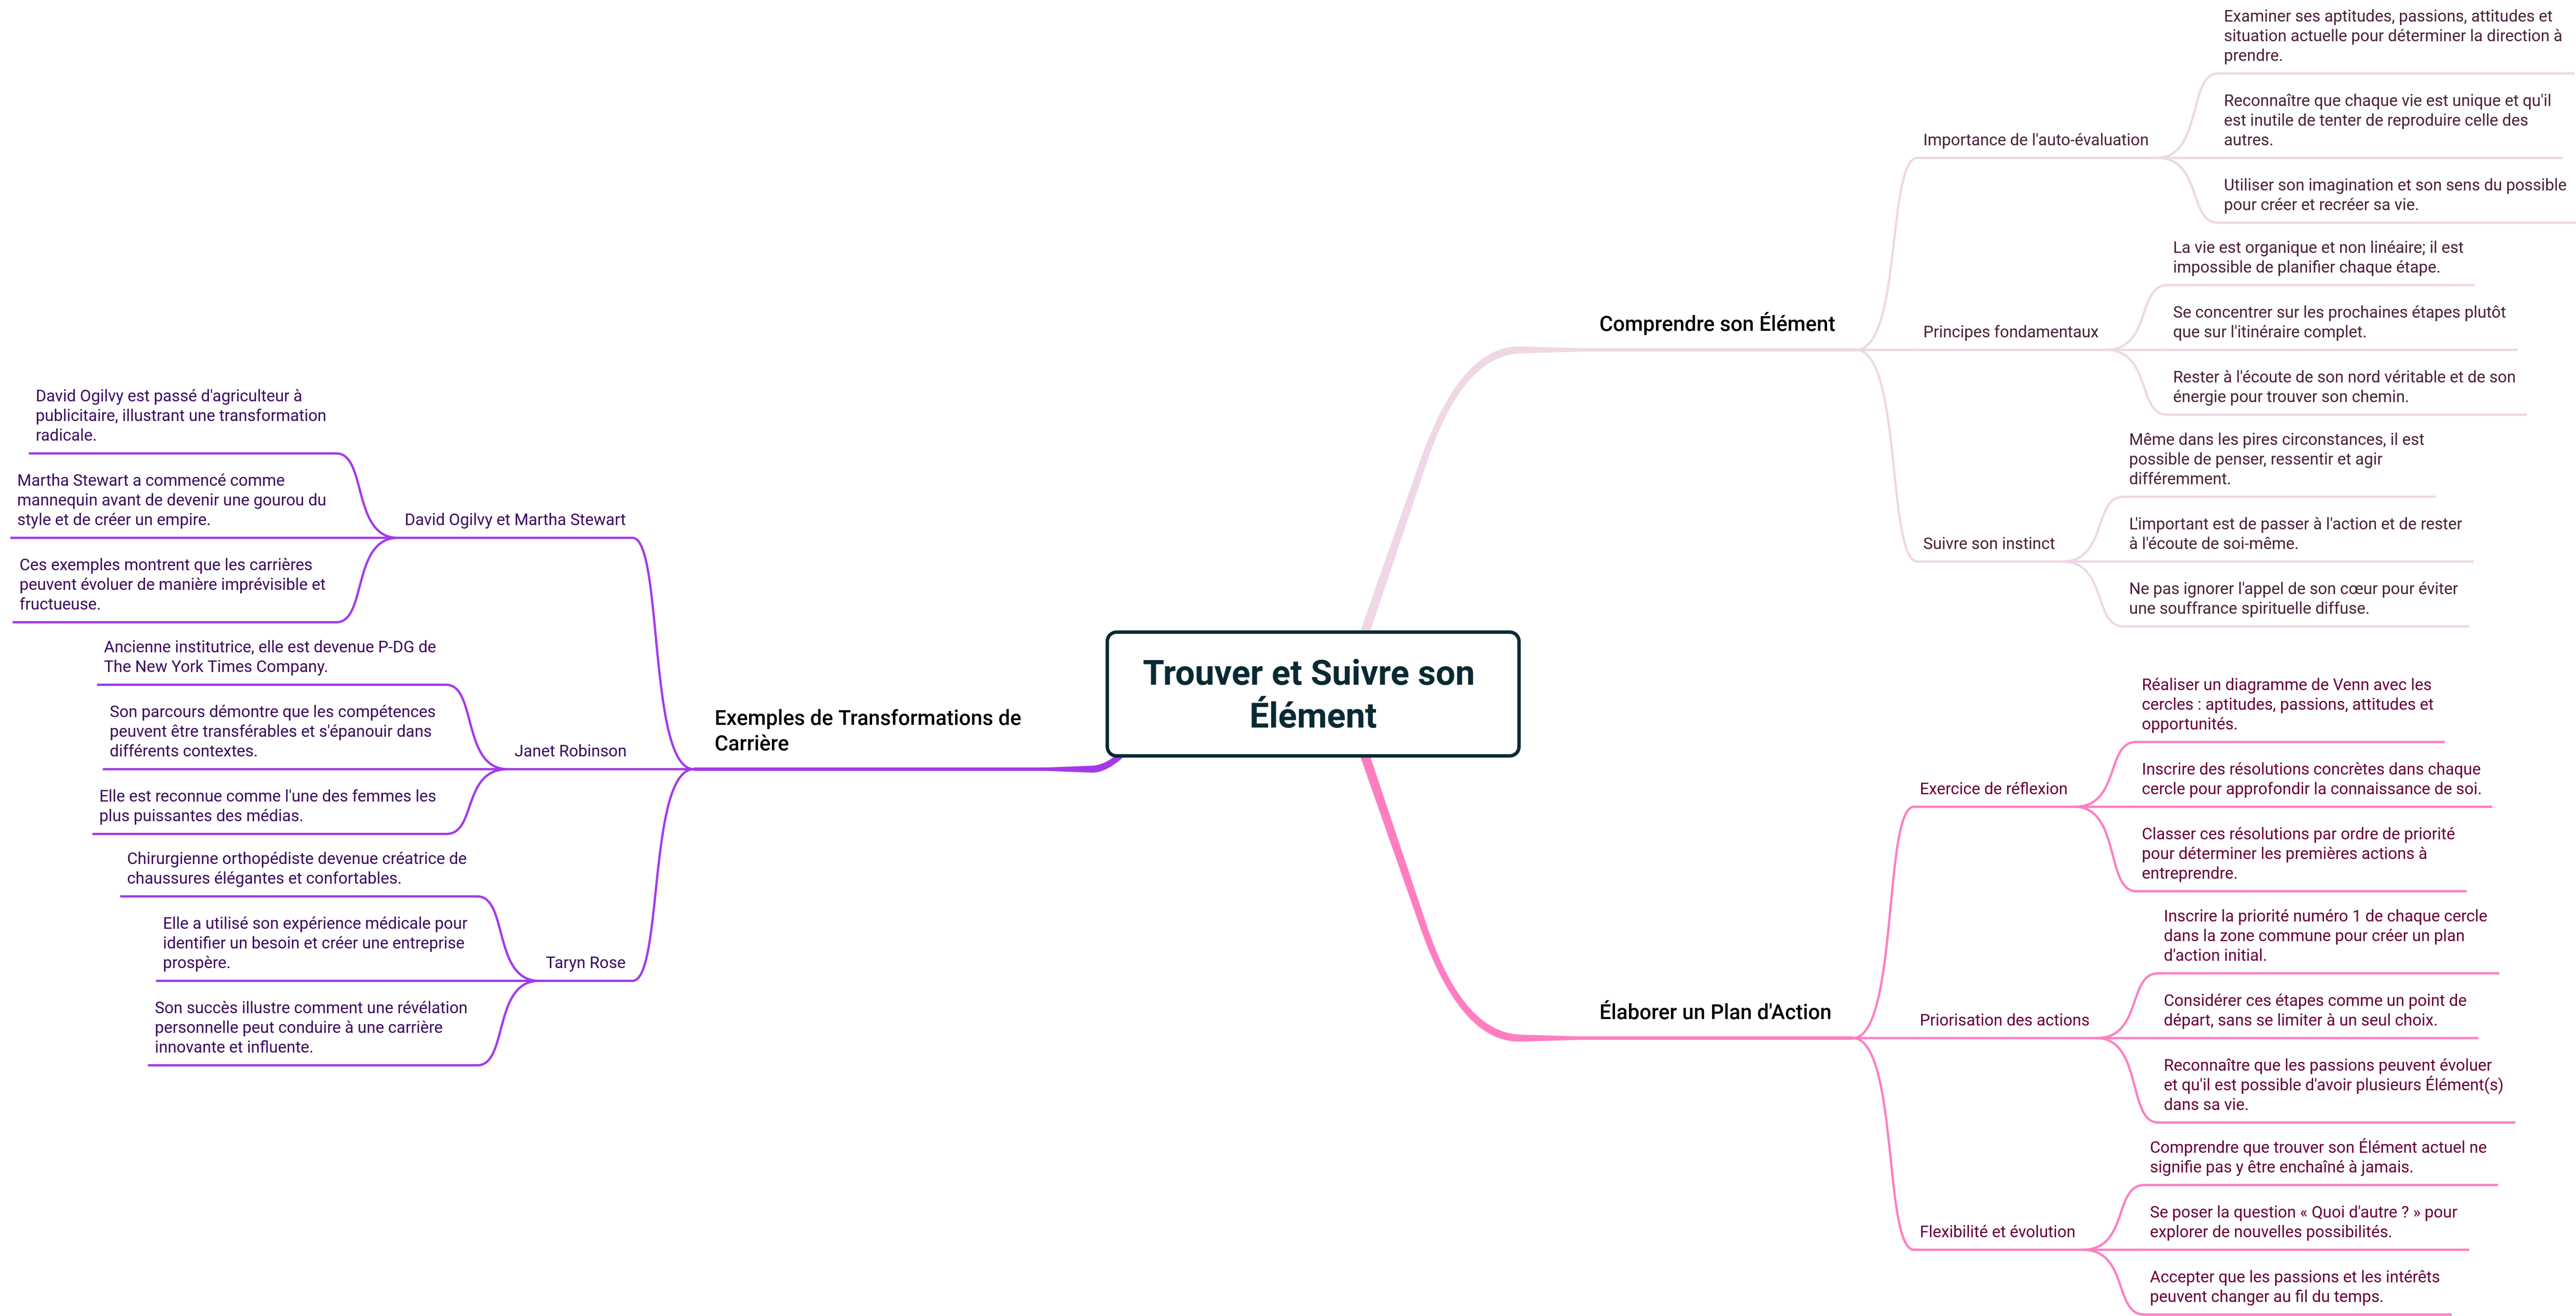 Trouver et Suivre son
Élément
Comprendre son Élément
Importance de l'auto-évaluation
Examiner ses aptitudes, passions, attitudes et
situation actuelle pour déterminer la direction à
prendre.
Reconnaître que chaque vie est unique et qu'il
est inutile de tenter de reproduire celle des
autres.
Utiliser son imagination et son sens du possible
pour créer et recréer sa vie.
Principes fondamentaux
La vie est organique et non linéaire; il est
impossible de planifier chaque étape.
Se concentrer sur les prochaines étapes plutôt
que sur l'itinéraire complet.
Rester à l'écoute de son nord véritable et de son
énergie pour trouver son chemin.
Suivre son instinct
Même dans les pires circonstances, il est
possible de penser, ressentir et agir
différemment.
L'important est de passer à l'action et de rester
à l'écoute de soi-même.
Ne pas ignorer l'appel de son cœur pour éviter
une souffrance spirituelle diffuse.
Élaborer un Plan d'Action
Exercice de réflexion
Réaliser un diagramme de Venn avec les
cercles : aptitudes, passions, attitudes et
opportunités.
Inscrire des résolutions concrètes dans chaque
cercle pour approfondir la connaissance de soi.
Classer ces résolutions par ordre de priorité
pour déterminer les premières actions à
entreprendre.
Priorisation des actions
Inscrire la priorité numéro 1 de chaque cercle
dans la zone commune pour créer un plan
d'action initial.
Considérer ces étapes comme un point de
départ, sans se limiter à un seul choix.
Reconnaître que les passions peuvent évoluer
et qu'il est possible d'avoir plusieurs Élément(s)
dans sa vie.
Flexibilité et évolution
Comprendre que trouver son Élément actuel ne
signifie pas y être enchaîné à jamais.
Se poser la question « Quoi d'autre ? » pour
explorer de nouvelles possibilités.
Accepter que les passions et les intérêts
peuvent changer au fil du temps.
Exemples de Transformations de
Carrière
David Ogilvy et Martha Stewart
David Ogilvy est passé d'agriculteur à
publicitaire, illustrant une transformation
radicale.
Martha Stewart a commencé comme
mannequin avant de devenir une gourou du
style et de créer un empire.
Ces exemples montrent que les carrières
peuvent évoluer de manière imprévisible et
fructueuse.
Janet Robinson
Ancienne institutrice, elle est devenue P-DG de
The New York Times Company.
Son parcours démontre que les compétences
peuvent être transférables et s'épanouir dans
différents contextes.
Elle est reconnue comme l'une des femmes les
plus puissantes des médias.
Taryn Rose
Chirurgienne orthopédiste devenue créatrice de
chaussures élégantes et confortables.
Elle a utilisé son expérience médicale pour
identifier un besoin et créer une entreprise
prospère.
Son succès illustre comment une révélation
personnelle peut conduire à une carrière
innovante et influente.